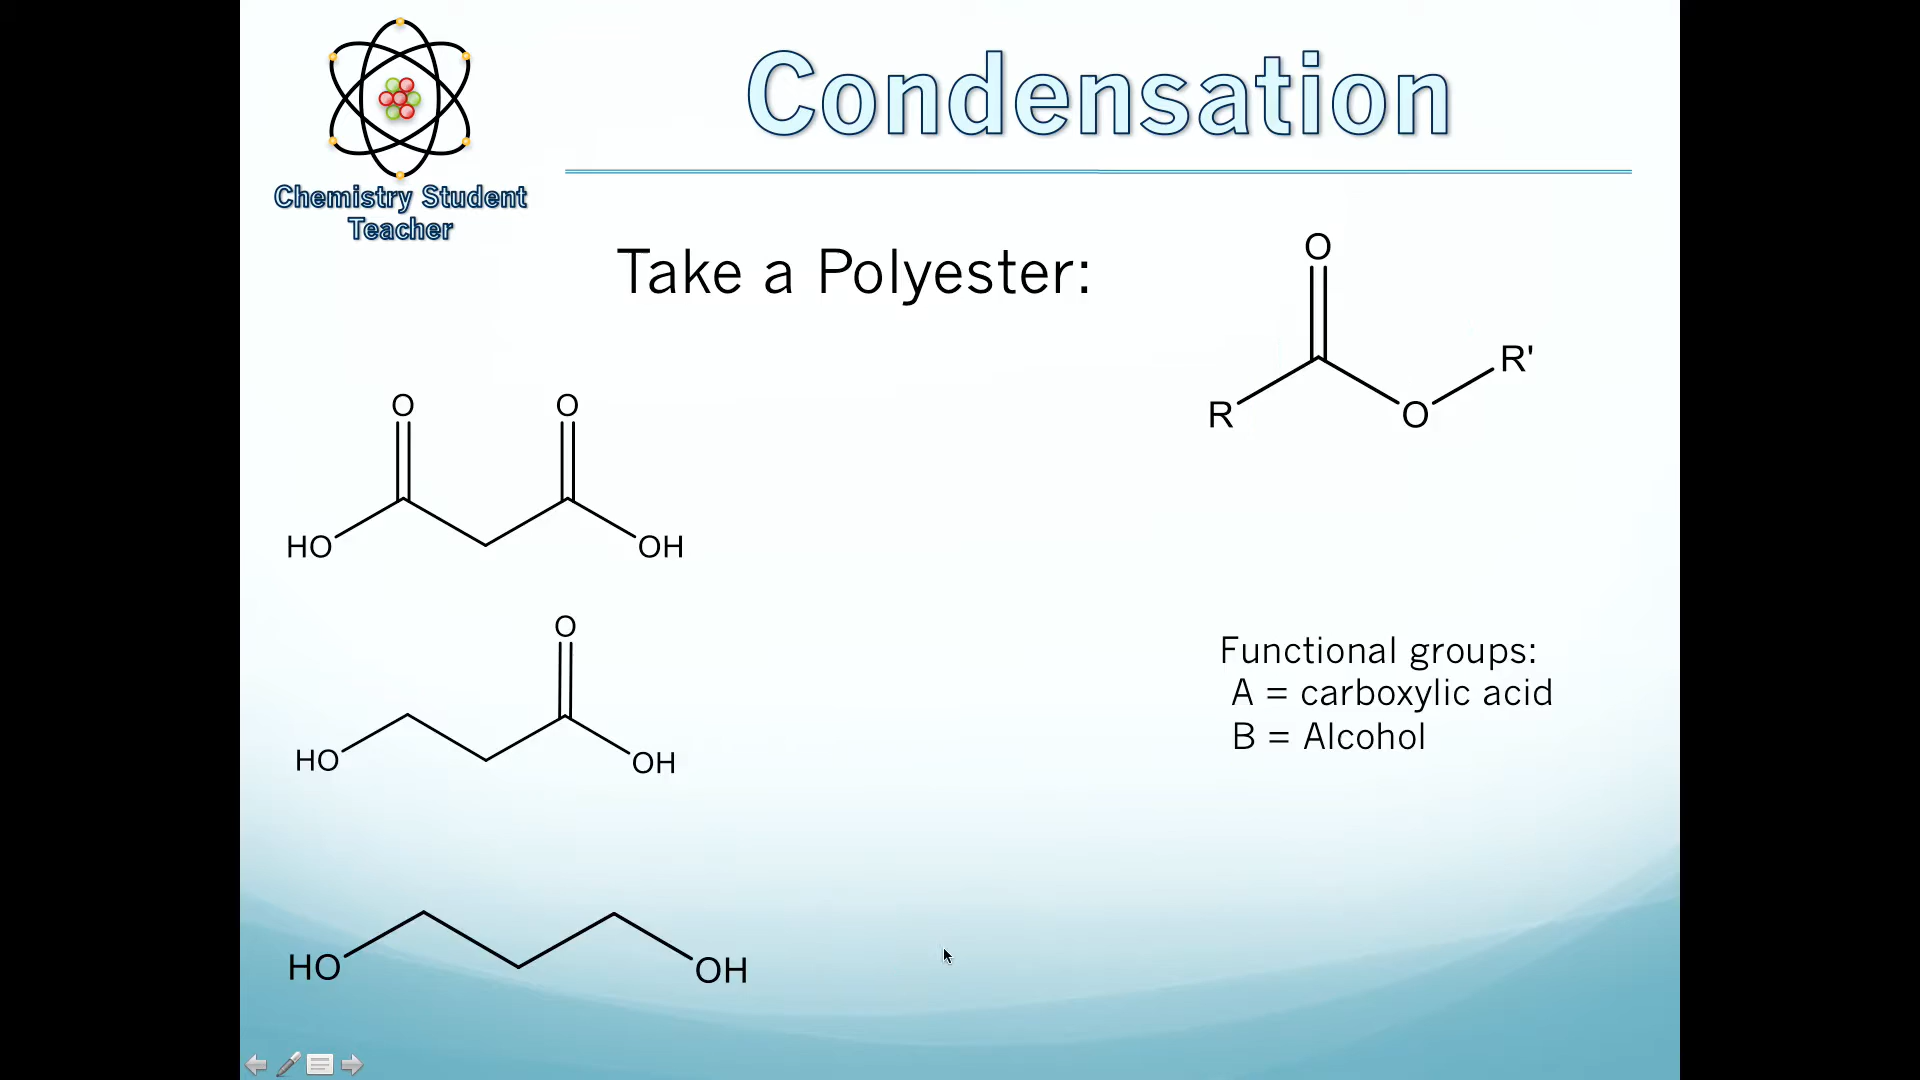 Condensation
Chemistry Student
Teacher
Take a Polyester:
O
R'
R
O
O
O
HO
OH
O
HO
OH
Functional groups:
A = carboxylic acid
B = Alcohol
HO
OH